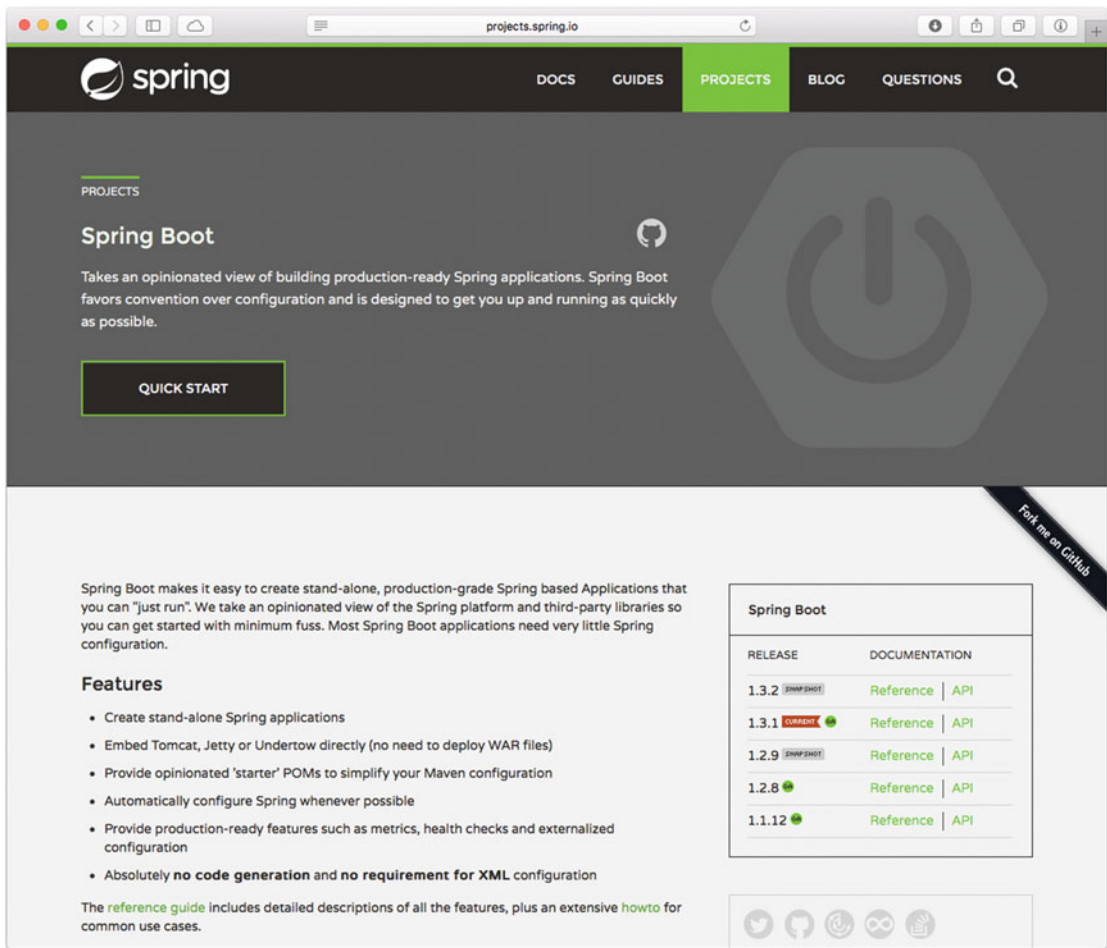 projects.spring.io
spring
DOCS GUIDES PROJECTS BLOG QUESTIONS
PROJECTS
Spring Boot
Takes an opinionated view of building production-ready Spring applications. Spring Boot
favors convention over configuration and is designed to get you up and running as quickly
as possible.
QUICK START
Fork me on GitHub
Spring Boot makes it easy to create stand-alone, production-grade Spring based Applications that
you can "just run". We take an opinionated view of the Spring platform and third-party libraries so
you can get started with minimum fuss. Most Spring Boot applications need very little Spring
configuration.
Features
• Create stand-alone Spring applications
• Embed Tomcat, Jetty or Undertow directly (no need to deploy WAR files)
• Provide opinionated 'starter' POMs to simplify your Maven configuration
• Automatically configure Spring whenever possible
• Provide production-ready features such as metrics, health checks and externalized
configuration
• Absolutely no code generation and no requirement for XML configuration
The reference guide includes detailed descriptions of all the features, plus an extensive howto for
common use cases.
Spring Boot
RELEASE DOCUMENTATION
1.3.2 SNAPSHOT Reference | API
1.3.1 CURRENT GA Reference | API
1.2.9 SNAPSHOT Reference | API
1.2.8 GA Reference | API
1.1.12 GA Reference | API